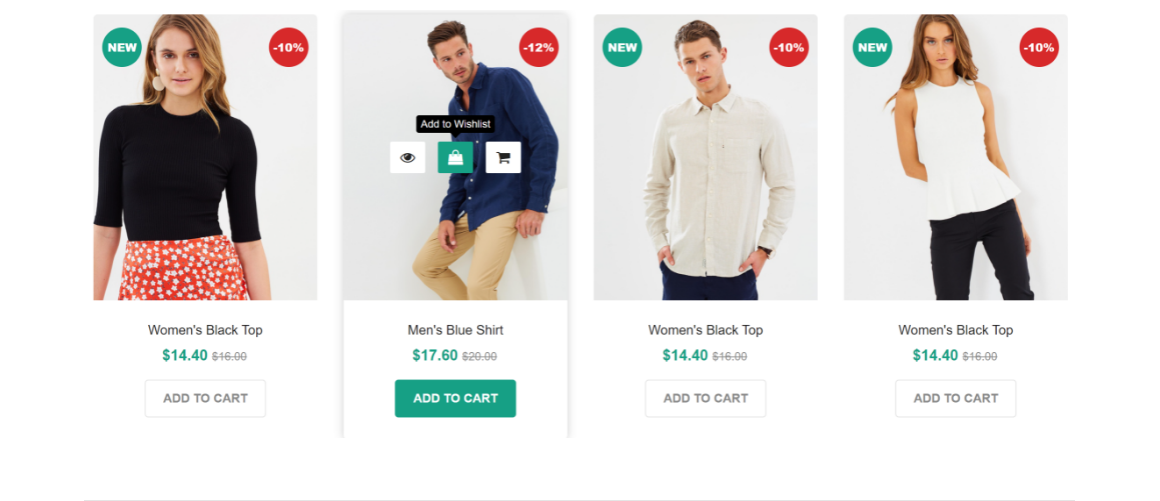 NEW
-10%
-12%
NEW
-10%
NEW
-10%
Add to Wishlist
Women's Black Top
$14.40 $16.00
ADD TO CART
Men's Blue Shirt
$17.60 $20.00
ADD TO CART
Women's Black Top
$14.40 $16.00
ADD TO CART
Women's Black Top
$14.40 $16.00
ADD TO CART